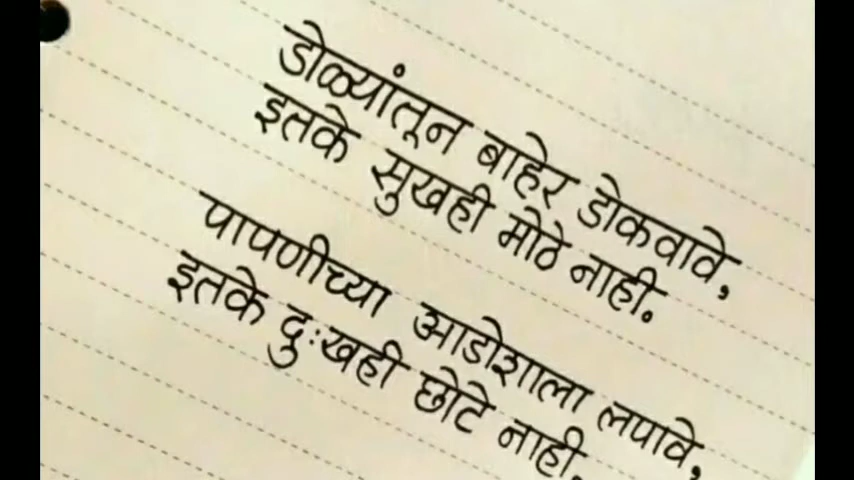 डोळ्यांतून बाहेर डोकवावे,
इतके सुखही मोठे नाही.
पापणीच्या आडोशाला लपावे,
इतके दुःखही छोटे नाही.